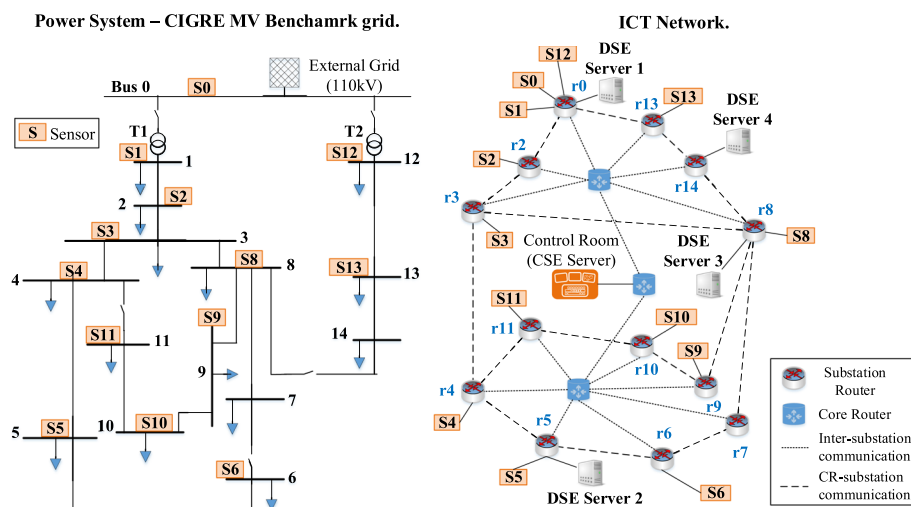 Power System – CIGRE MV Benchamrk grid.
Bus 0
S0
External Grid
(110kV)
S Sensor
T1
T2
S1
S12
1
12
S2
2
S3
3
S4
S8
S13
4
8
13
S11
11
S9
9
14
7
S5
S10
5
10
S6
6
ICT Network.
S12
S0
S1
r0
DSE
Server 1
r13
S13
DSE
Server 4
S2
r2
r14
r3
r8
S3
S8
Control Room
(CSE Server)
DSE
Server 3
S11
r11
S10
r10
S9
r9
r4
S4
r5
r6
r7
S5
DSE Server 2
S6
Substation
Router
Core Router
Inter-substation
communication
CR-substation
communication